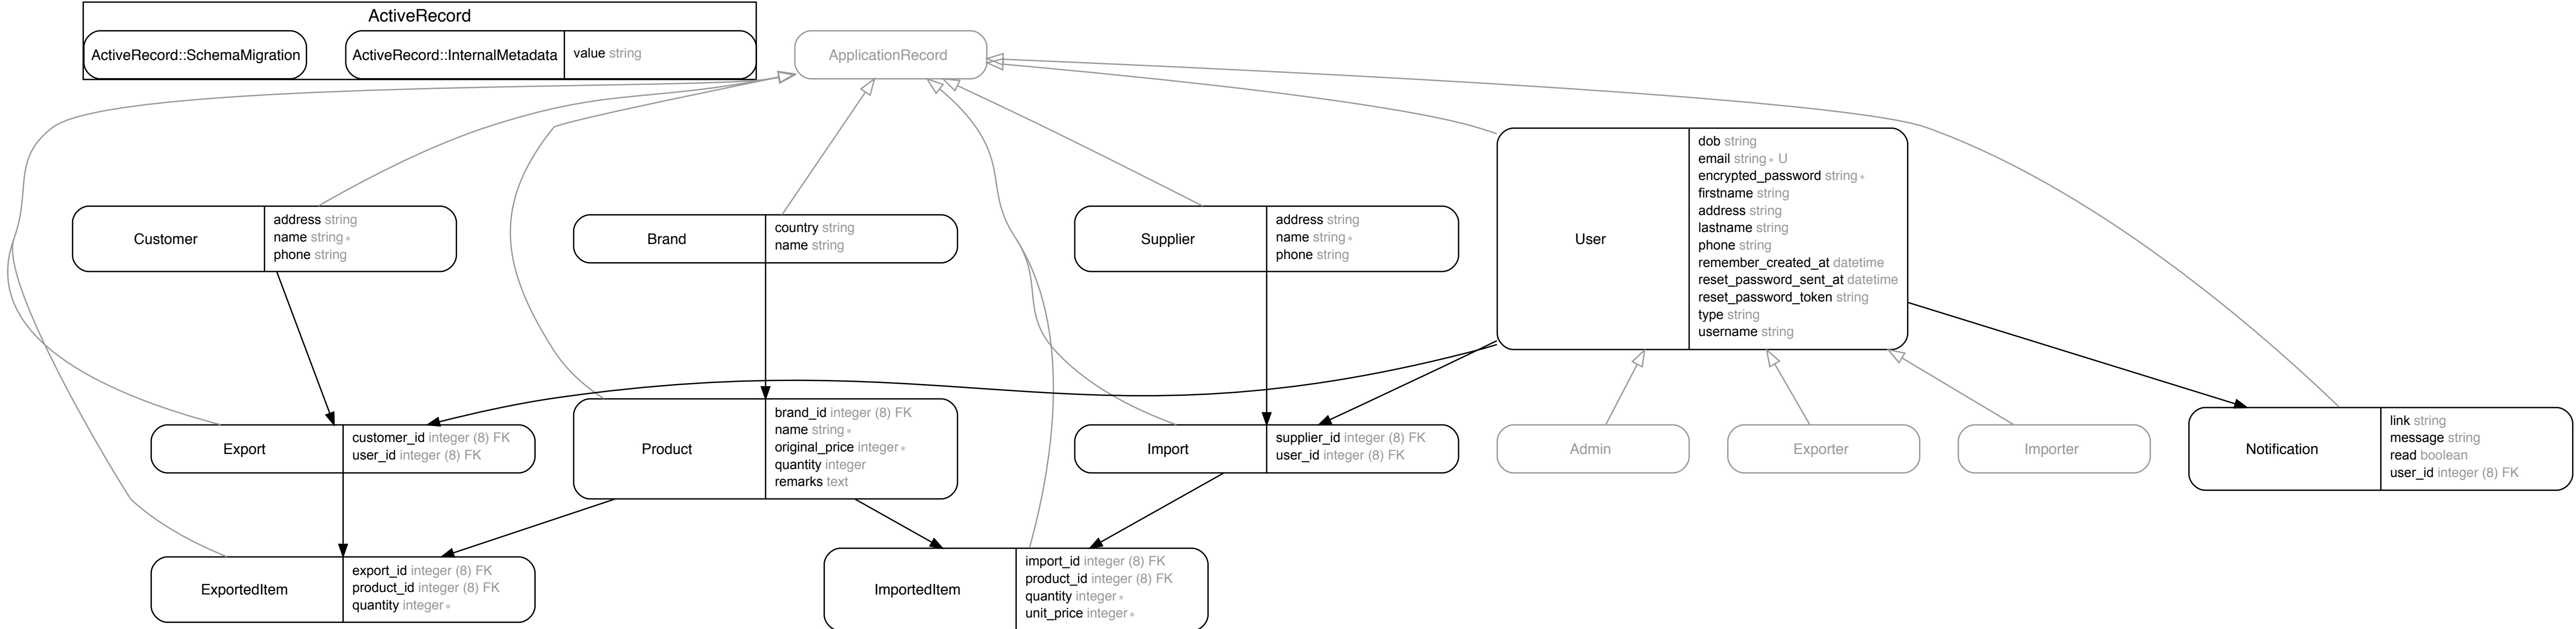 ActiveRecord
ActiveRecord::SchemaMigration
ActiveRecord::InternalMetadata
value string
ApplicationRecord
Customer
address string
name string *
phone string
Brand
country string
name string
Supplier
address string
name string *
phone string
User
dob string
email string * U
encrypted_password string *
firstname string
address string
lastname string
phone string
remember_created_at datetime
reset_password_sent_at datetime
reset_password_token string
type string
username string
Export
customer_id integer (8) FK
user_id integer (8) FK
Product
brand_id integer (8) FK
name string *
original_price integer *
quantity integer
remarks text
Import
supplier_id integer (8) FK
user_id integer (8) FK
Admin
Exporter
Importer
Notification
link string
message string
read boolean
user_id integer (8) FK
ExportedItem
export_id integer (8) FK
product_id integer (8) FK
quantity integer *
ImportedItem
import_id integer (8) FK
product_id integer (8) FK
quantity integer *
unit_price integer *